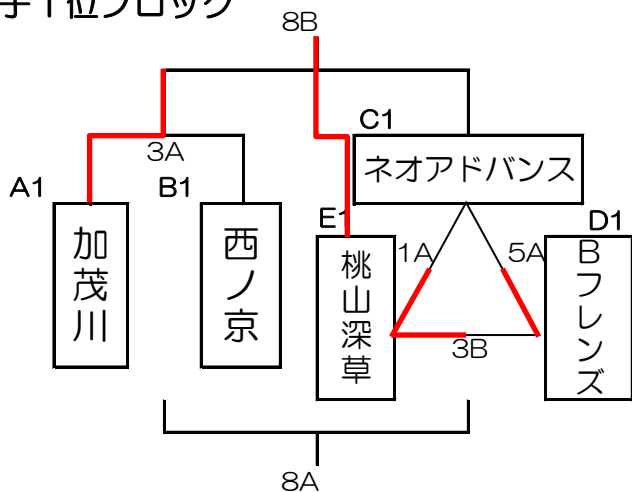 子1位ブロック
8B
C1
3A
ネオアドバンス
A1
B1
E1
D1
加茂川
西ノ京
桃山深草
1A
5A
Bフレンズ
3B
8A